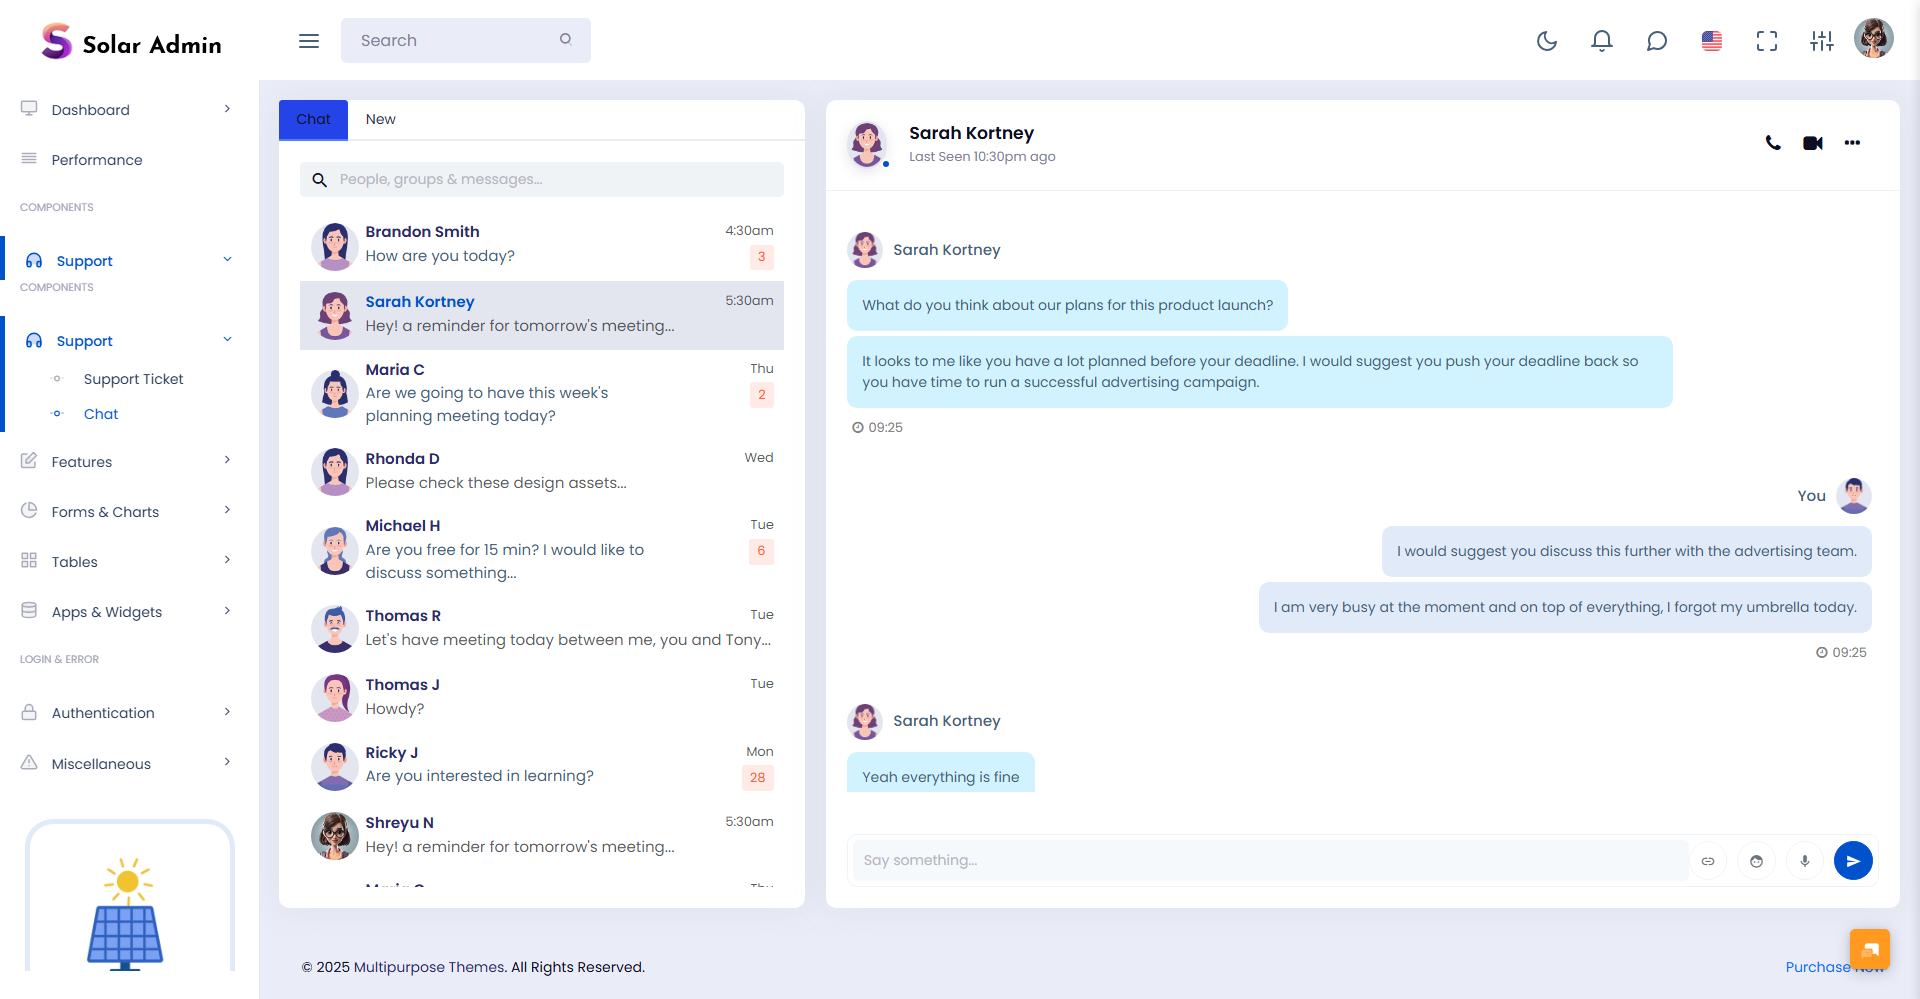 Solar Admin
Search
Dashboard
Performance
COMPONENTS
Support
COMPONENTS
Support
Support Ticket
Chat
Features
Forms & Charts
Tables
Apps & Widgets
LOGIN & ERROR
Authentication
Miscellaneous
Chat
New
People, groups & messages...
Brandon Smith
4:30am
How are you today?
3
Sarah Kortney
5:30am
Hey! a reminder for tomorrow's meeting...
Maria C
Thu
Are we going to have this week's
planning meeting today?
2
Rhonda D
Wed
Please check these design assets...
Michael H
Tue
Are you free for 15 min? I would like to
discuss something...
6
Thomas R
Tue
Let's have meeting today between me, you and Tony...
Thomas J
Tue
Howdy?
Ricky J
Mon
Are you interested in learning?
28
Shreyu N
5:30am
Hey! a reminder for tomorrow's meeting...
Sarah Kortney
Last Seen 10:30pm ago
Sarah Kortney
What do you think about our plans for this product launch?
It looks to me like you have a lot planned before your deadline. I would suggest you push your deadline back so
you have time to run a successful advertising campaign.
09:25
You
I would suggest you discuss this further with the advertising team.
I am very busy at the moment and on top of everything, I forgot my umbrella today.
09:25
Sarah Kortney
Yeah everything is fine
Say something...
© 2025 Multipurpose Themes. All Rights Reserved.
Purchase